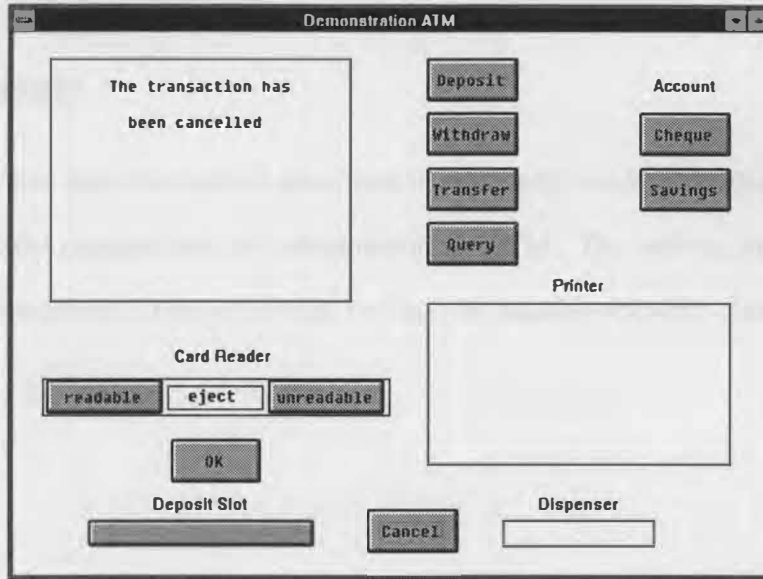 Demonstration ATM
The transaction has
been cancelled
Deposit
Withdraw
Transfer
Query
Account
Cheque
Savings
Printer
Card Reader
readable
eject
unreadable
OK
Deposit Slot
Cancel
Dispenser